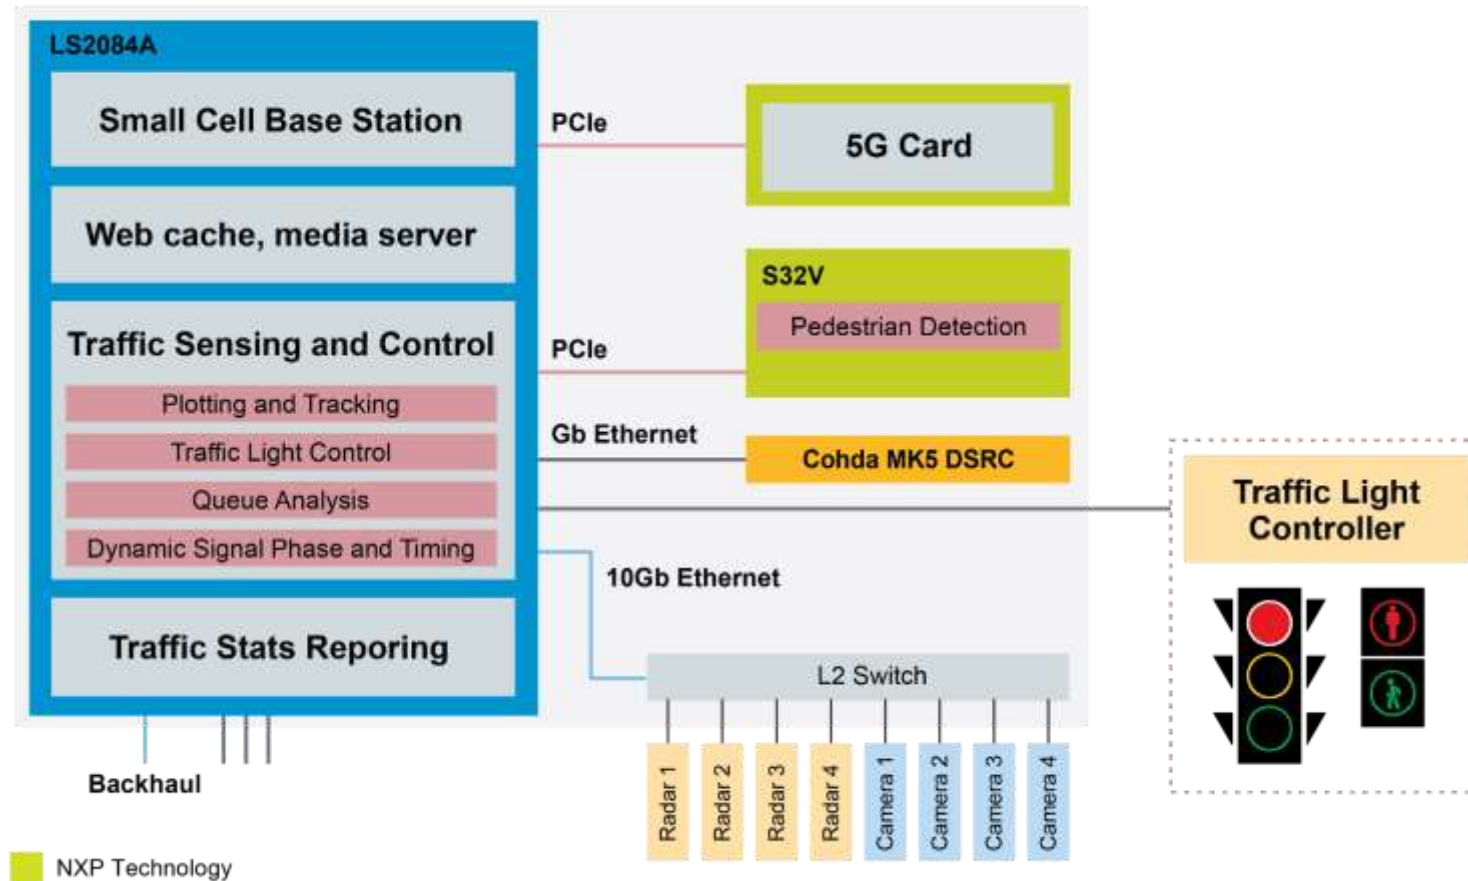 LS2084A
Small Cell Base Station
Web cache, media server
Traffic Sensing and Control
Plotting and Tracking
Traffic Light Control
Queue Analysis
Dynamic Signal Phase and Timing
Traffic Stats Reporing
Backhaul
PCIe
5G Card
PCIe
S32V
Pedestrian Detection
Gb Ethernet
Cohda MK5 DSRC
10Gb Ethernet
L2 Switch
Radar 1
Radar 2
Radar 3
Radar 4
Camera 1
Camera 2
Camera 3
Camera 4
Traffic Light
Controller
NXP Technology